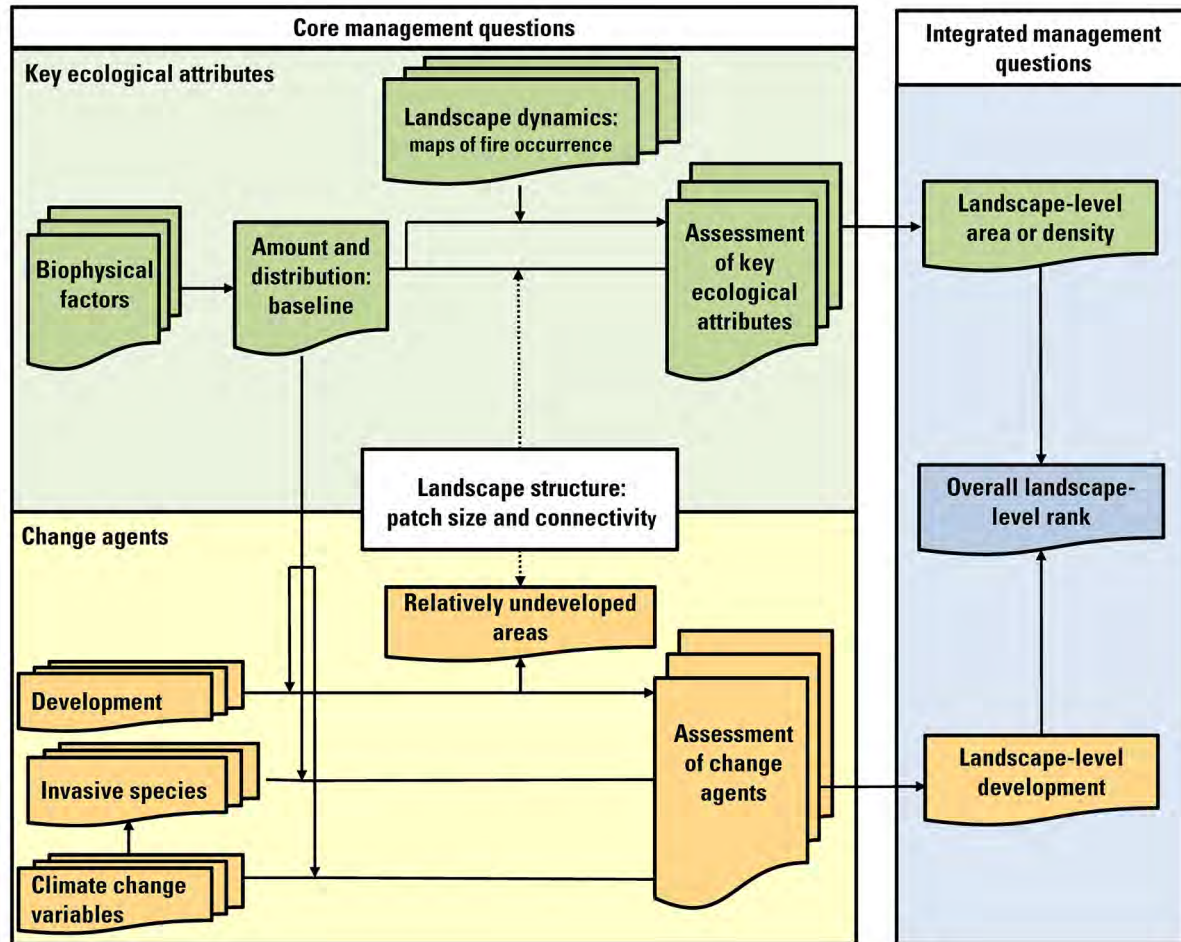 Core management questions
Key ecological attributes
Landscape dynamics:
maps of fire occurrence
Biophysical
factors
Amount and
distribution:
baseline
Assessment
of key
ecological
attributes
Landscape structure:
patch size and connectivity
Change agents
Relatively undeveloped
areas
Development
Invasive species
Climate change
variables
Assessment
of change
agents
Integrated management
questions
Landscape-level
area or density
Overall landscape-
level rank
Landscape-level
development